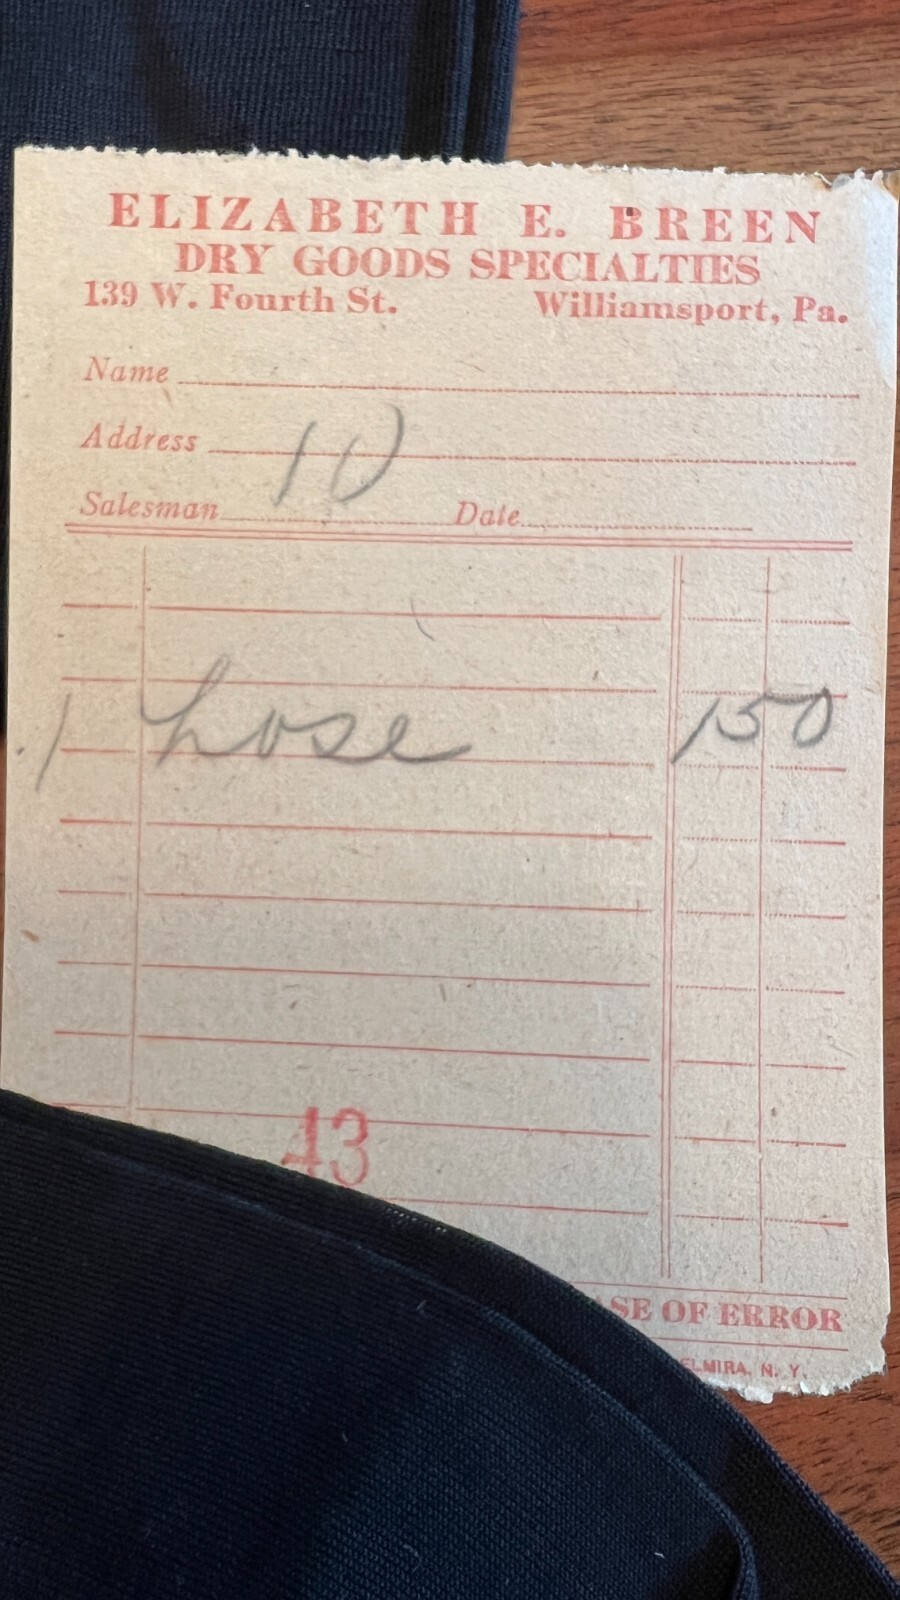 ELIZABETH E. BREEN
DRY GOODS SPECIALTIES
139 W. Fourth St. Williamsport, Pa.
Name
Address
10
Salesman Date
1 hose 150
43
SE OF ERROR
ELMIRA, N. Y.